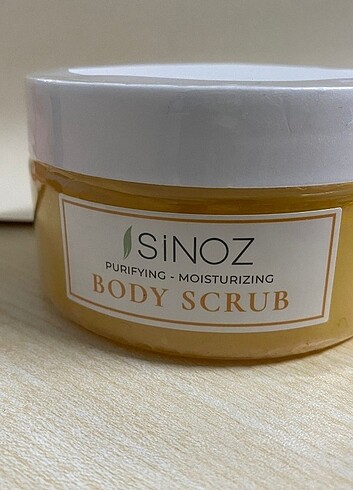 SiNOZ
PURIFYING - MOISTURIZING
BODY SCRUB